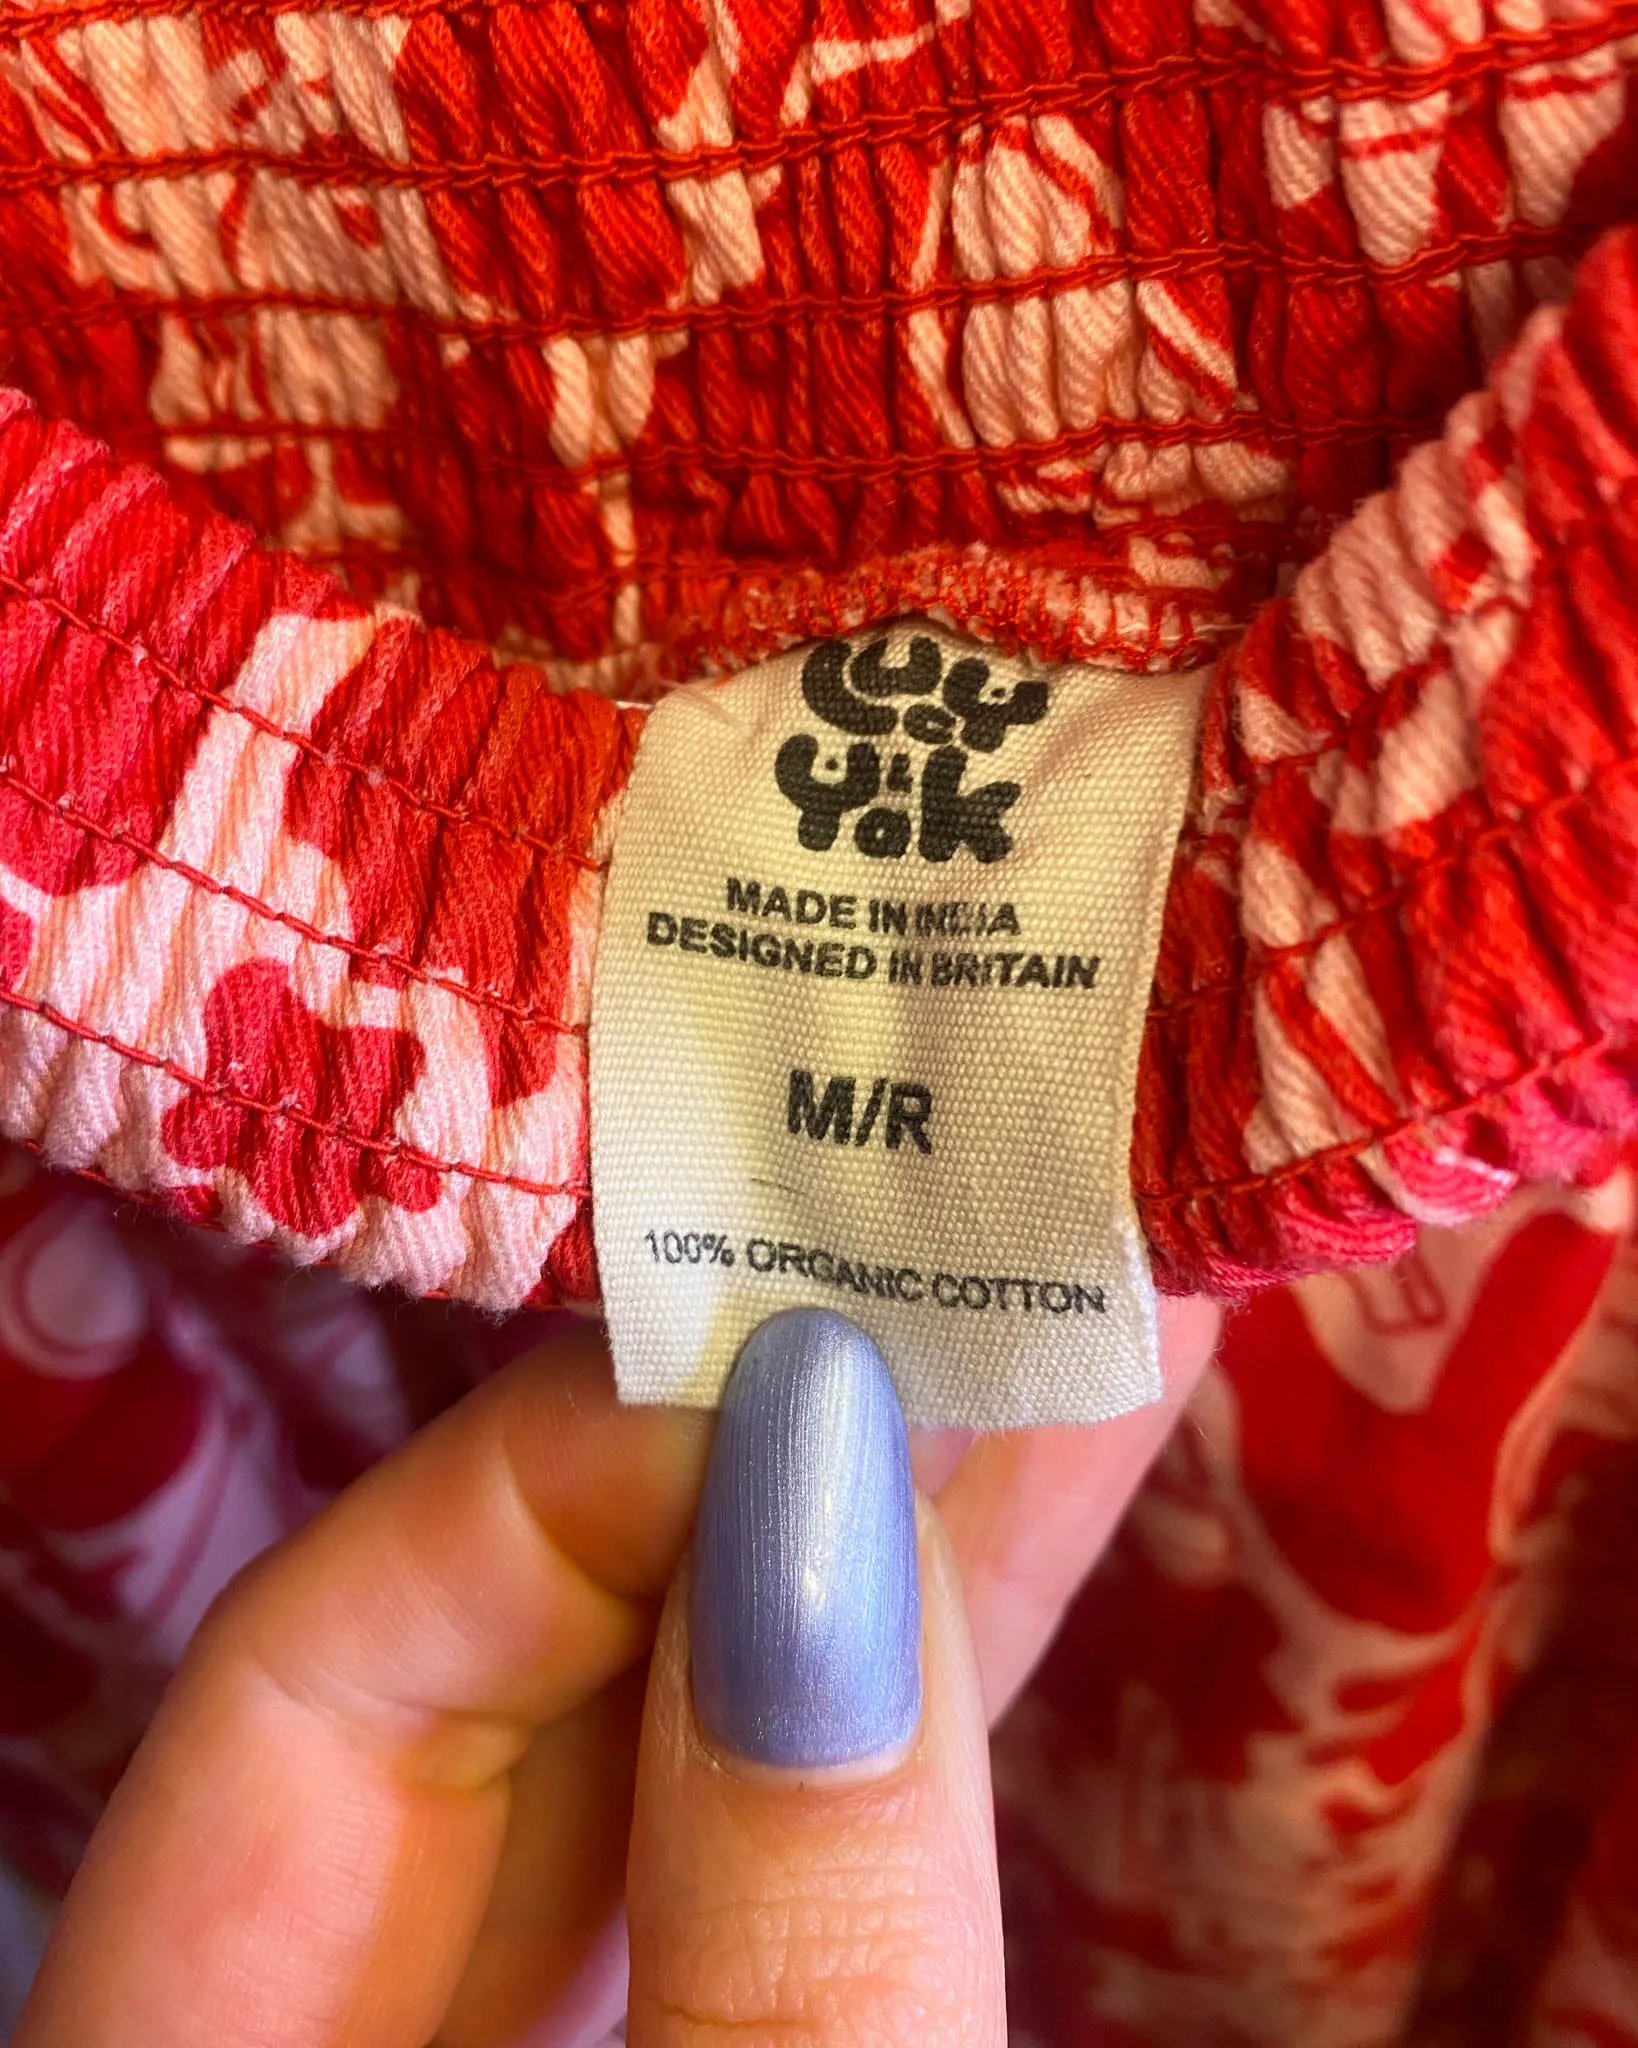 Lucy
& Yak
MADE IN INDIA
DESIGNED IN BRITAIN
M/R
100% ORGANIC COTTON